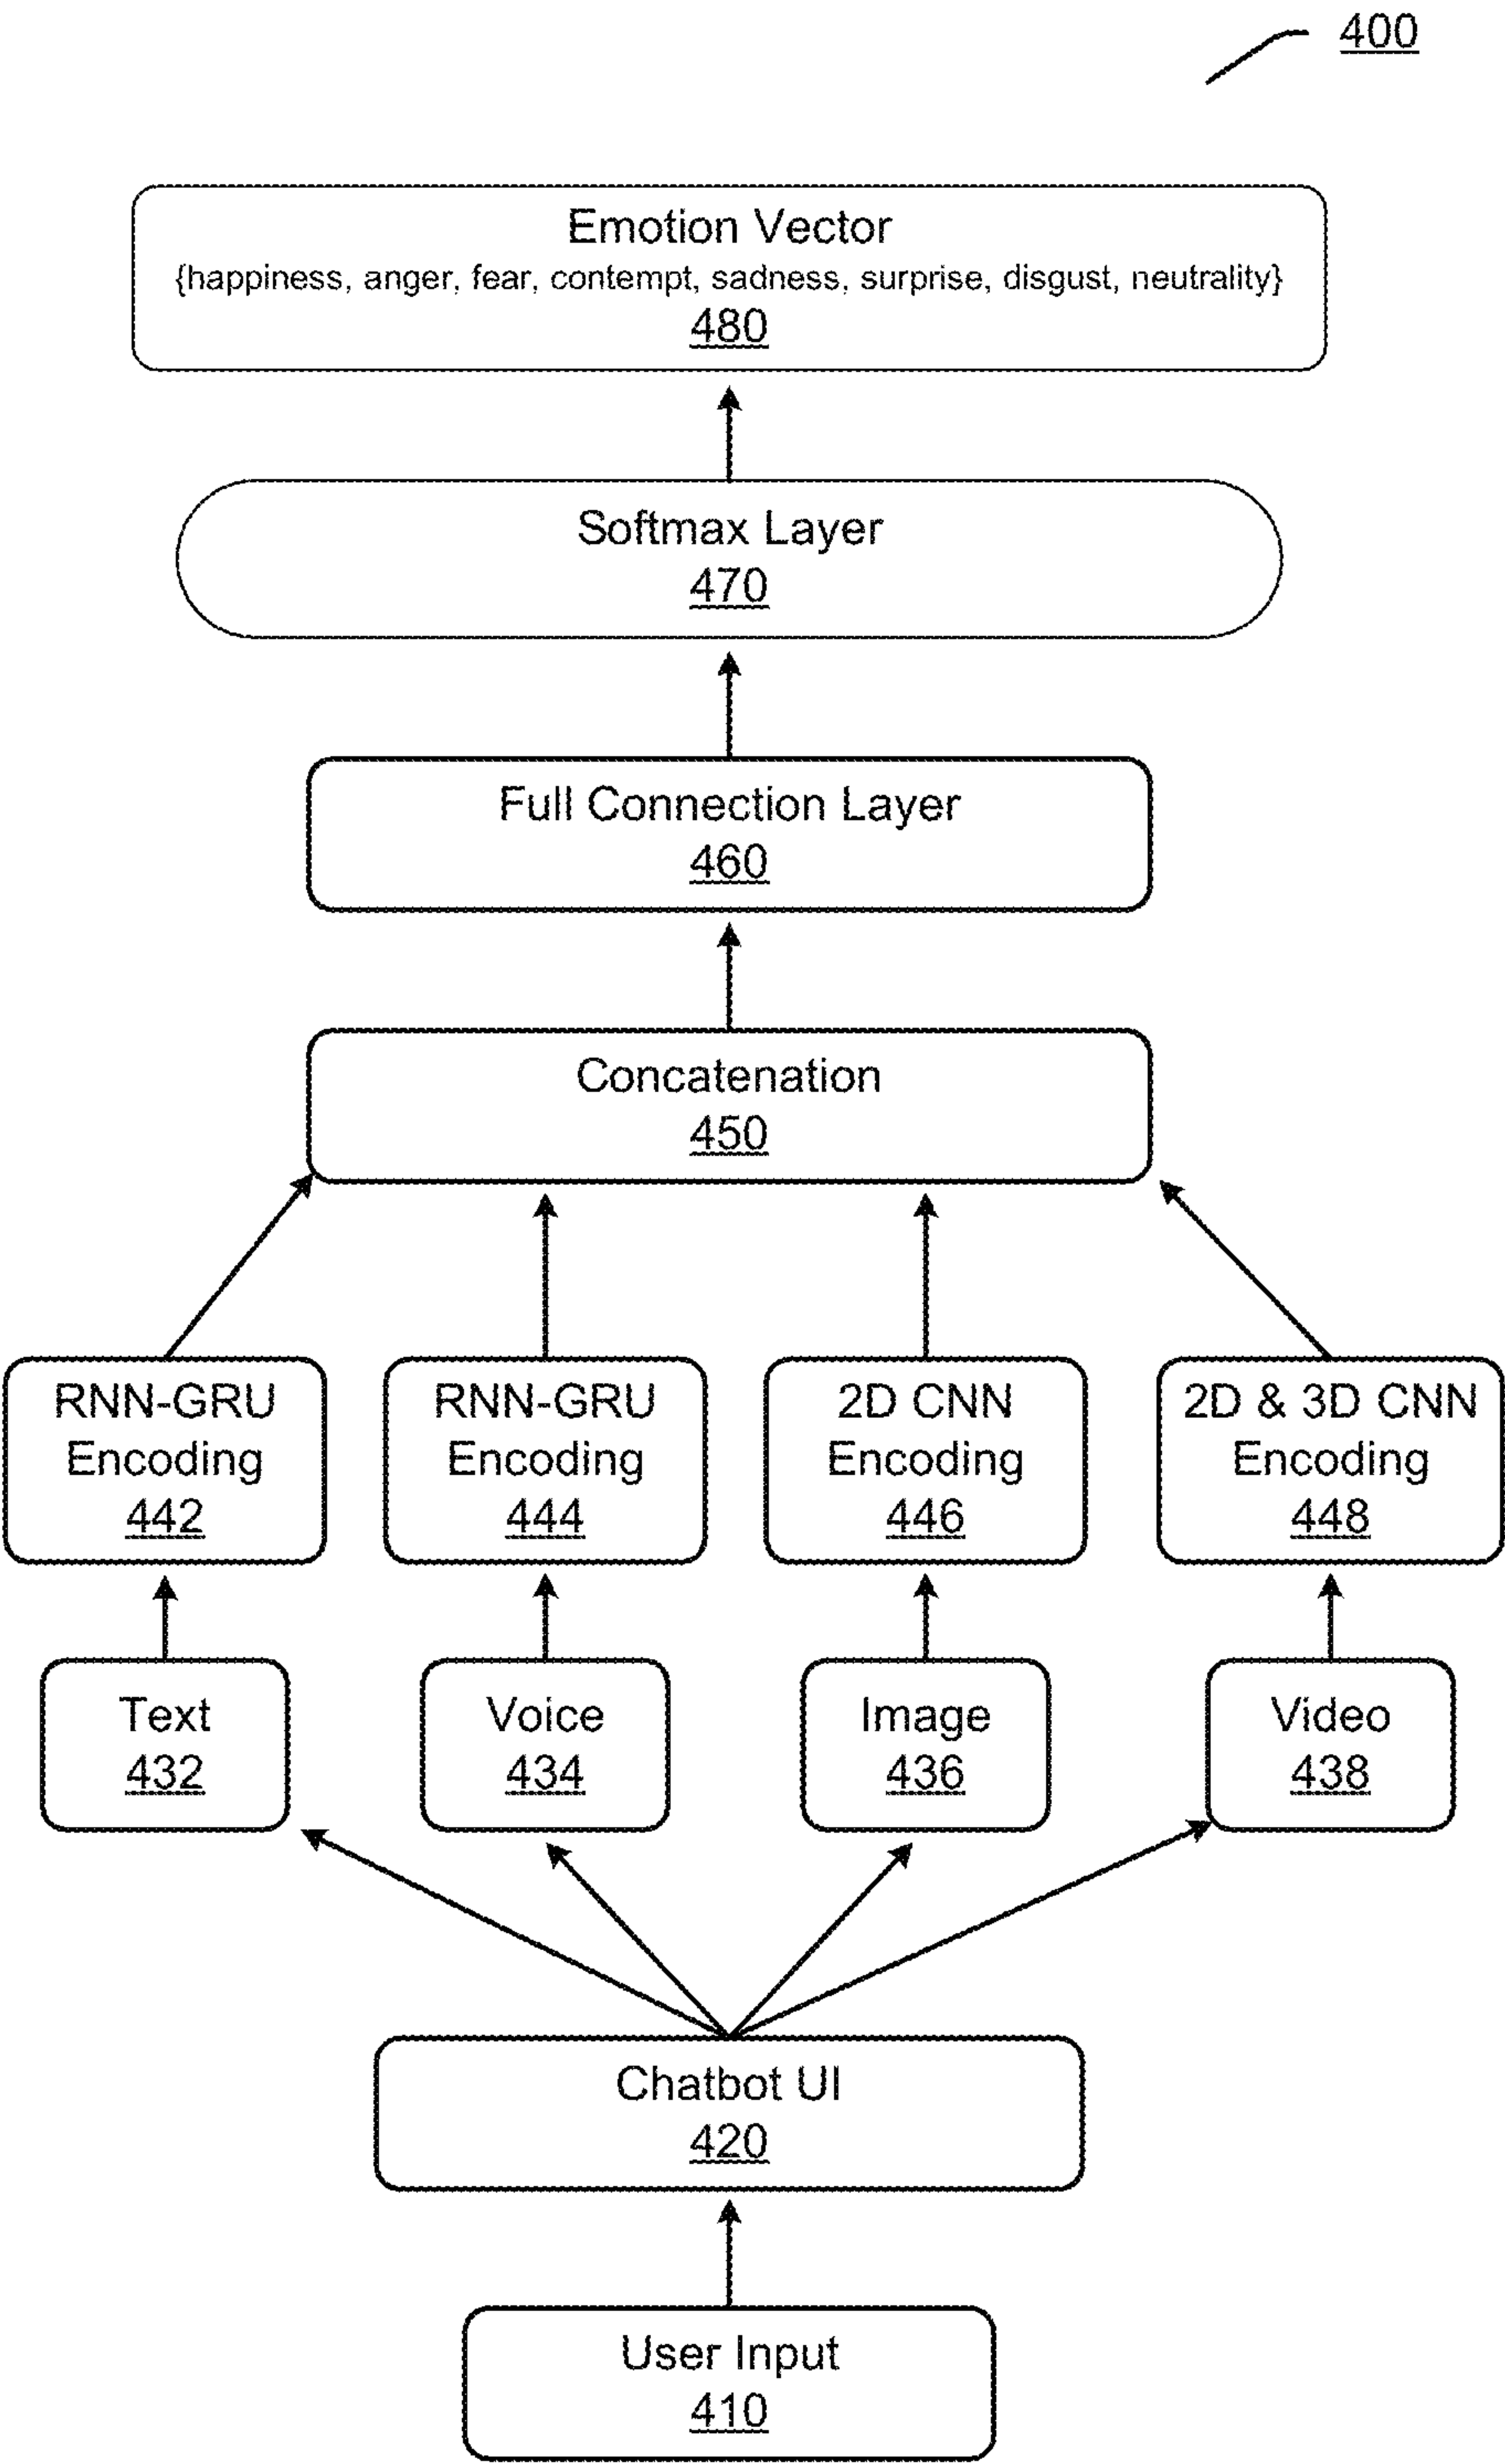 400
Emotion Vector
{happiness, anger, fear, contempt, sadness, surprise, disgust, neutrality}
480
Softmax Layer
470
Full Connection Layer
460
Concatenation
450
RNN-GRU
Encoding
442
RNN-GRU
Encoding
444
2D CNN
Encoding
446
2D & 3D CNN
Encoding
448
Text
432
Voice
434
Image
436
Video
438
Chatbot UI
420
User Input
410